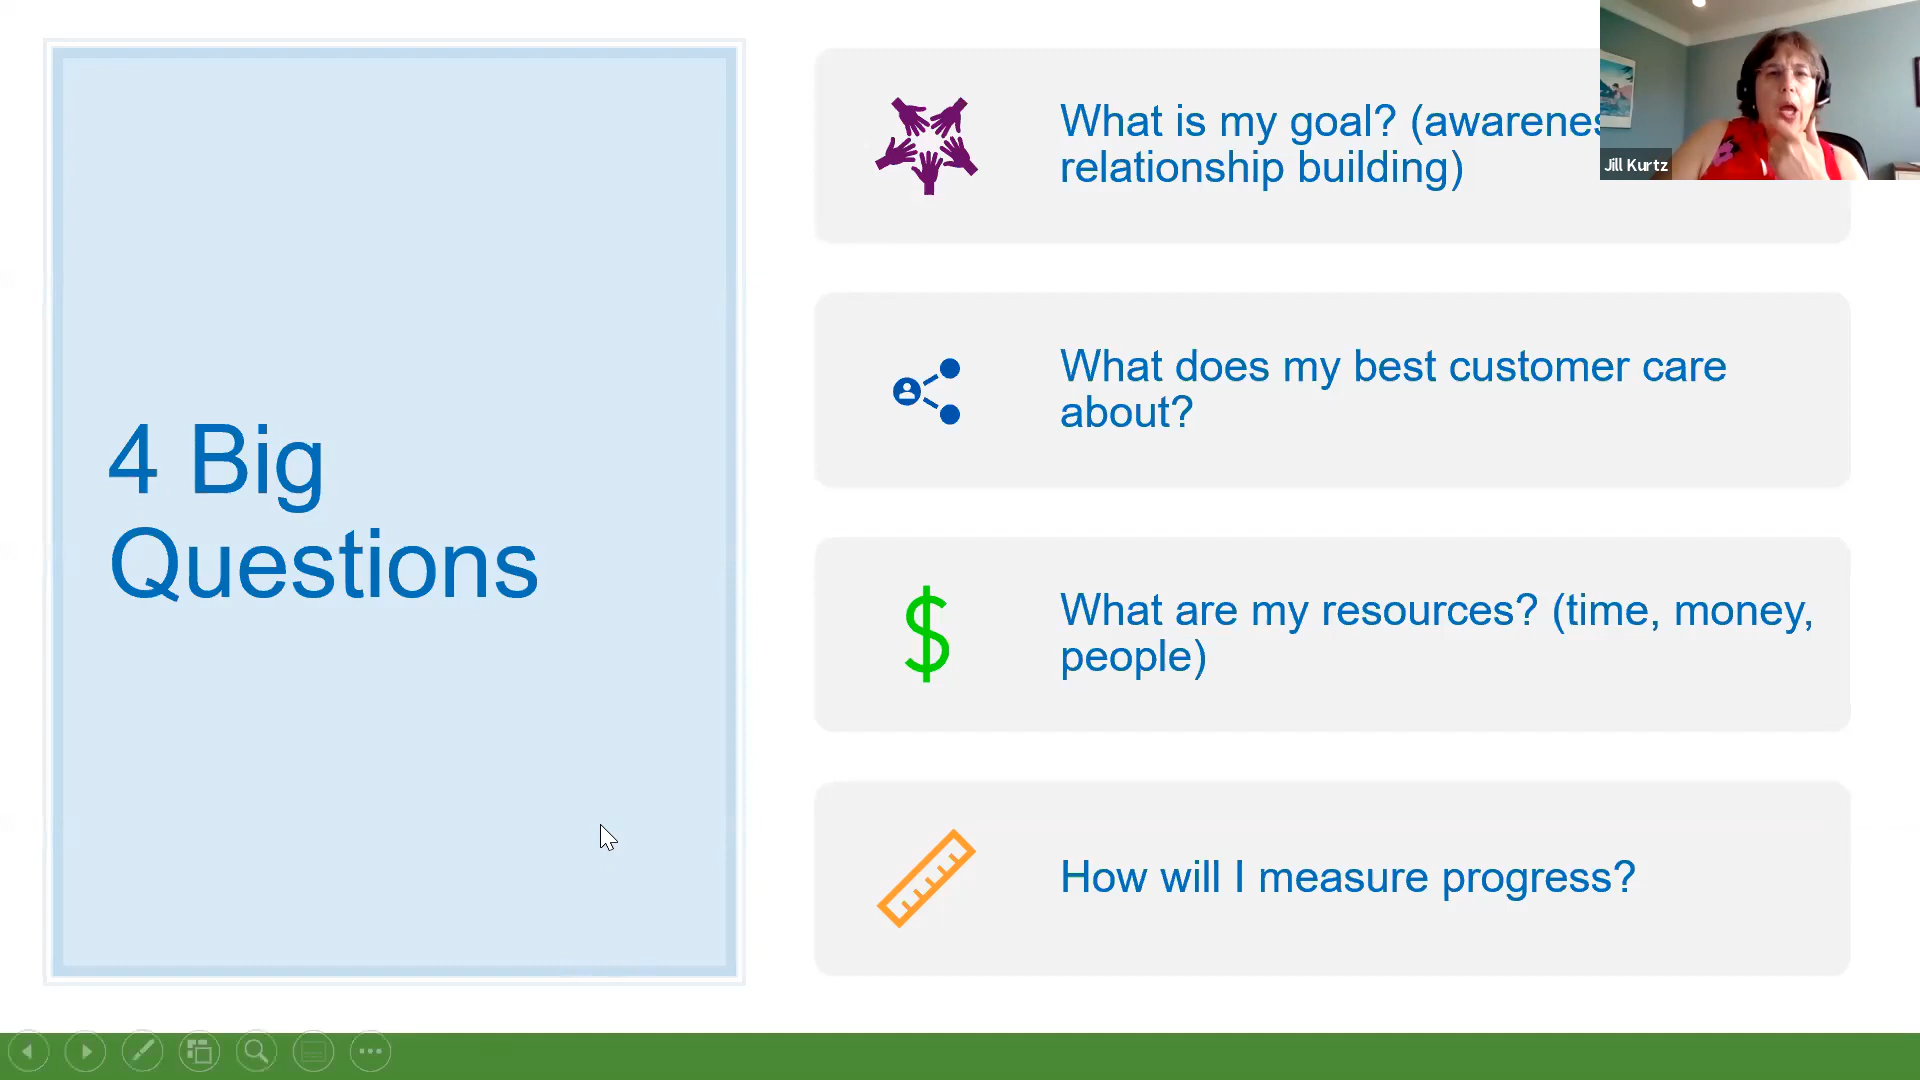 4 Big
Questions
What is my goal?
relationship building)
What does my best customer care
about?
What are my resources? (time, money,
people)
How will I measure progress?
Jill Kurtz